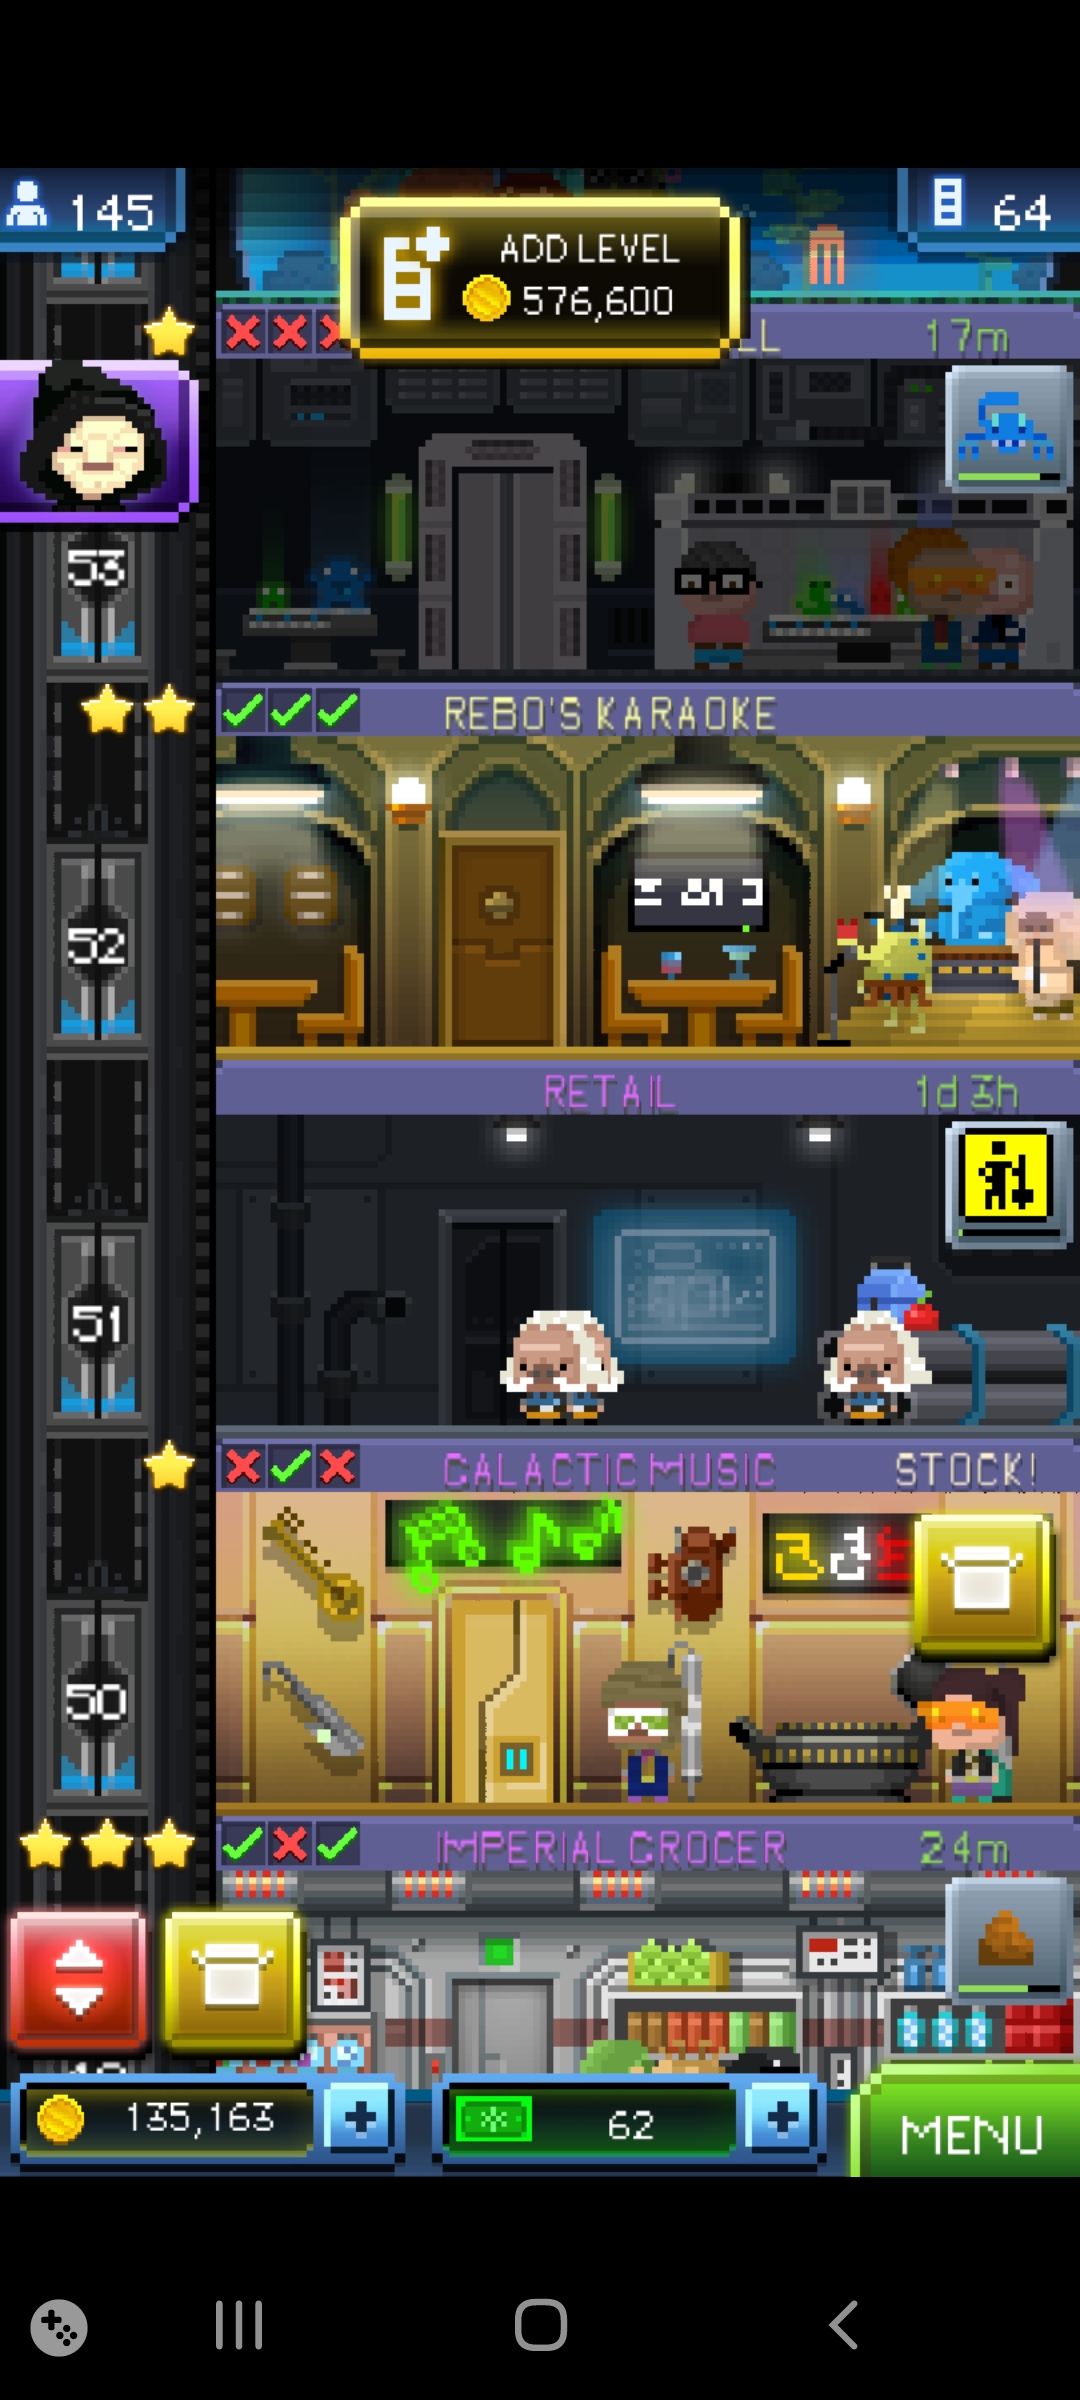 145
64
ADD LEVEL
576,600
LL 17m
53
REBO'S KARAOKE
52
RETAIL 1d 3h
51
GALACTIC MUSIC STOCK!
50
IMPERIAL GROCER 24m
135,163
62
MENU